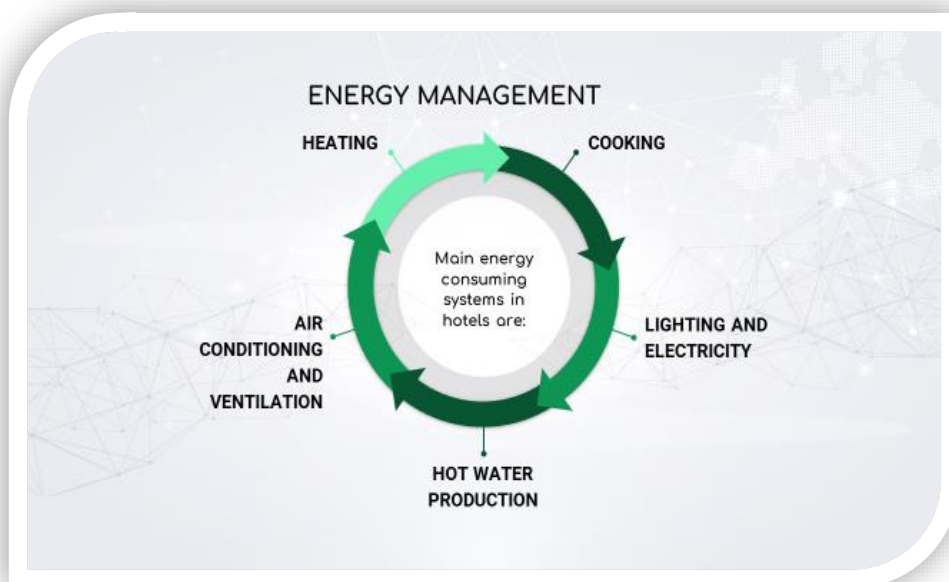 ENERGY MANAGEMENT
HEATING
COOKING
Main energy
consuming
systems in
hotels are:
LIGHTING AND
ELECTRICITY
AIR
CONDITIONING
AND
VENTILATION
HOT WATER
PRODUCTION